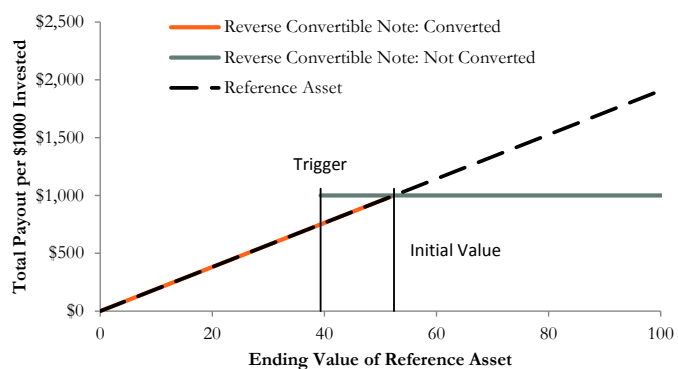 $2,500
Reverse Convertible Note: Converted
Reverse Convertible Note: Not Converted
Reference Asset
$2,000
$1,500
$1,000
$500
$0
Total Payout per $1000 Invested
Trigger
Initial Value
0 20 40 60 80 100
Ending Value of Reference Asset